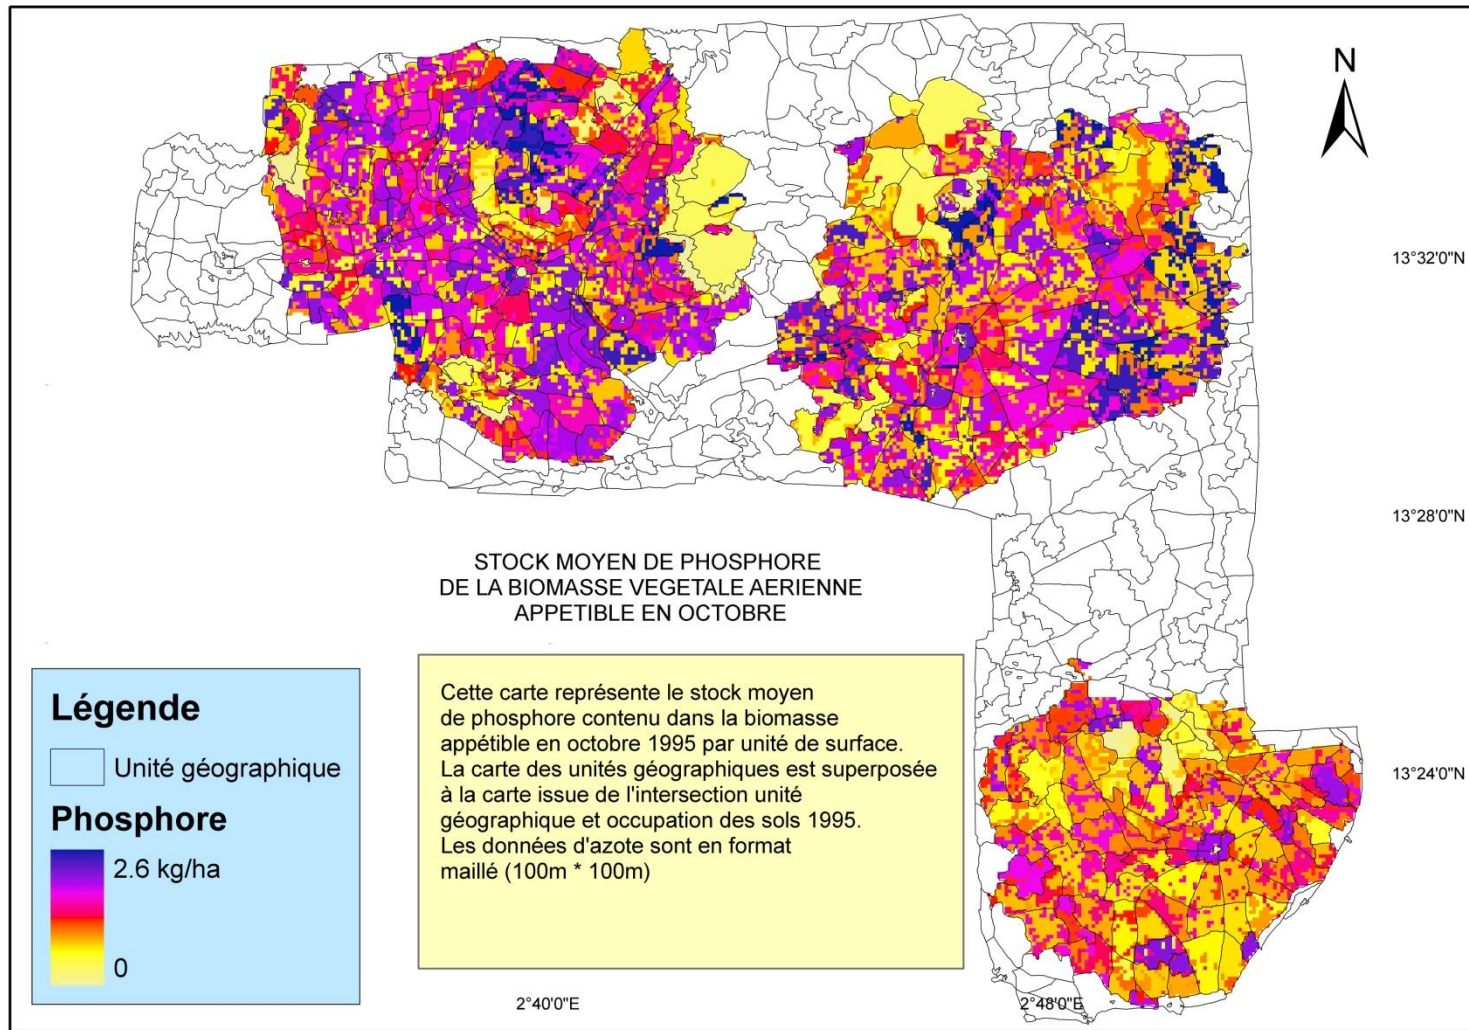 N
13°32'0"N
13°28'0"N
STOCK MOYEN DE PHOSPHORE
DE LA BIOMASSE VEGETALE AERIENNE
APPETIBLE EN OCTOBRE
Légende
Unité géographique
Phosphore
2.6 kg/ha
0
Cette carte représente le stock moyen
de phosphore contenu dans la biomasse
appétible en octobre 1995 par unité de surface.
La carte des unités géographiques est superposée
à la carte issue de l'intersection unité
géographique et occupation des sols 1995.
Les données d'azote sont en format
maillé (100m * 100m)
13°24'0"N
2°40'0"E
2°48'0"E